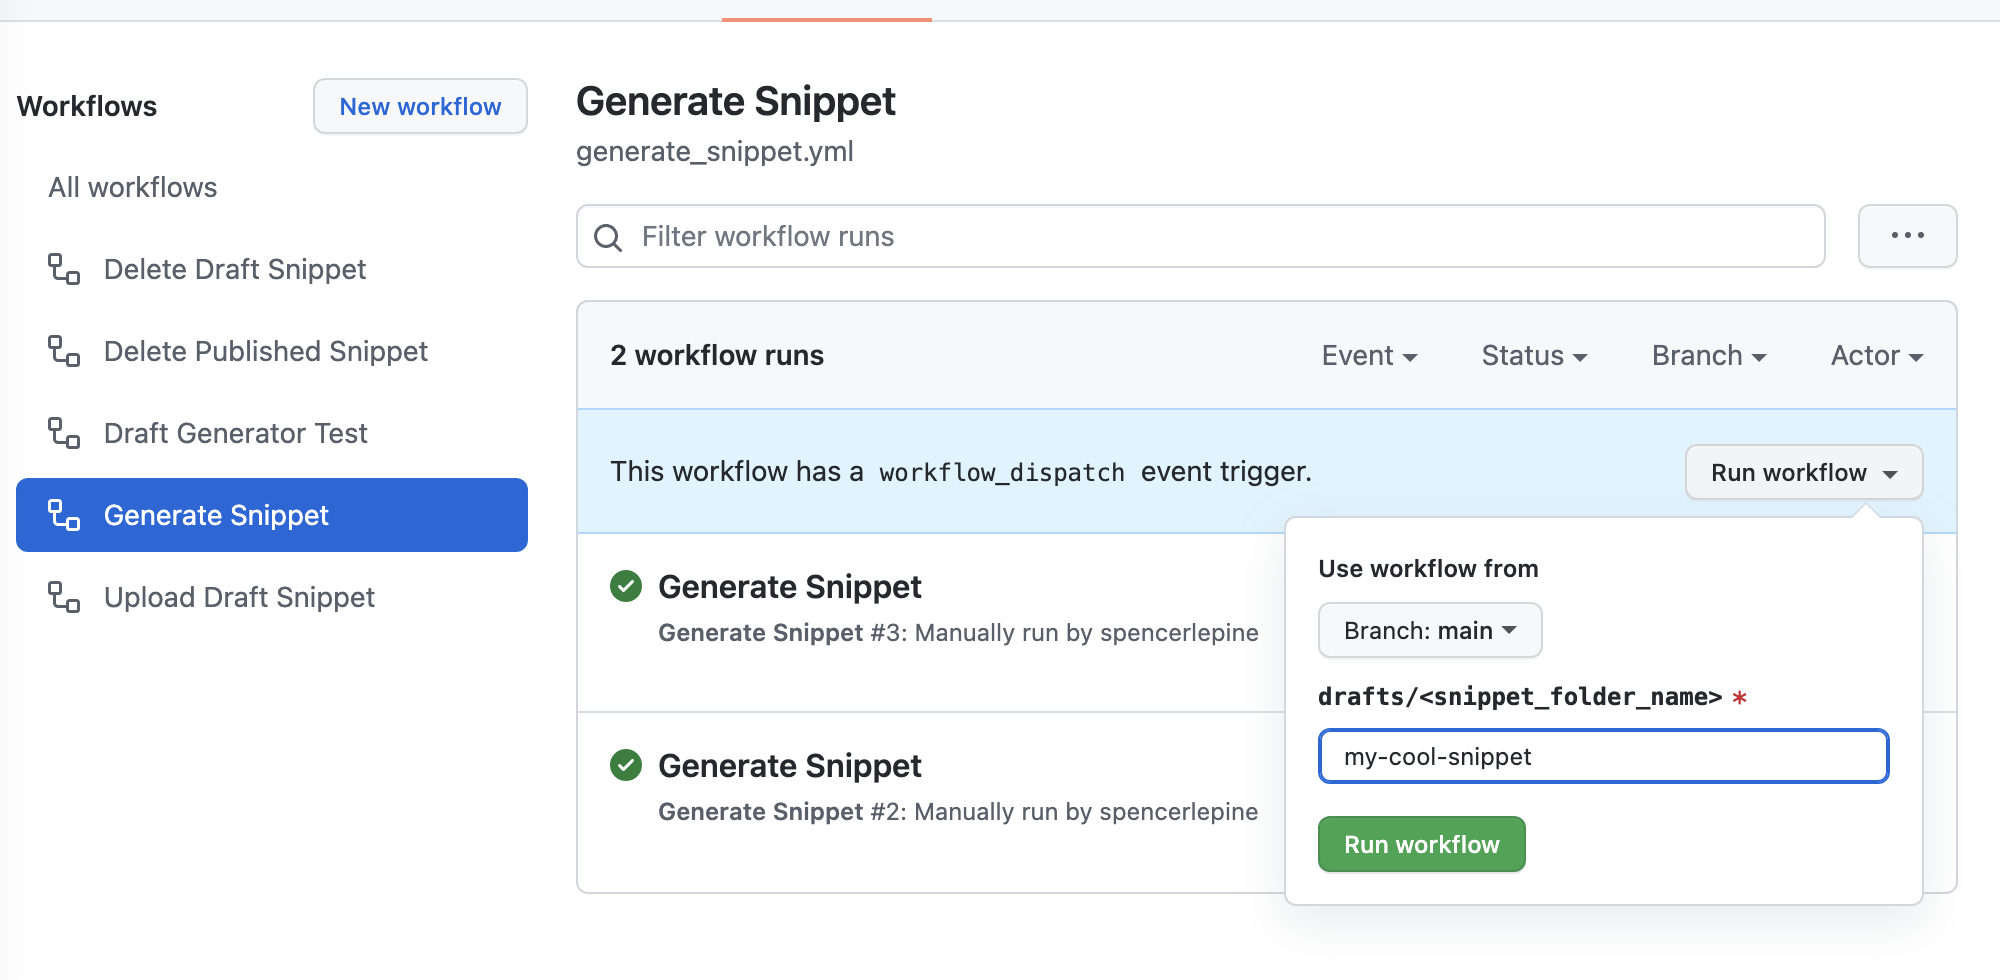 Workflows
New workflow
All workflows
Delete Draft Snippet
Delete Published Snippet
Draft Generator Test
Generate Snippet
Upload Draft Snippet
Generate Snippet
generate_snippet.yml
Filter workflow runs
2 workflow runs
Event
Status
Branch
Actor
This workflow has a workflow_dispatch event trigger.
Run workflow
Generate Snippet
Generate Snippet #3: Manually run by spencerlepine
Generate Snippet
Generate Snippet #2: Manually run by spencerlepine
Use workflow from
Branch: main
drafts/<snippet_folder_name> *
my-cool-snippet
Run workflow